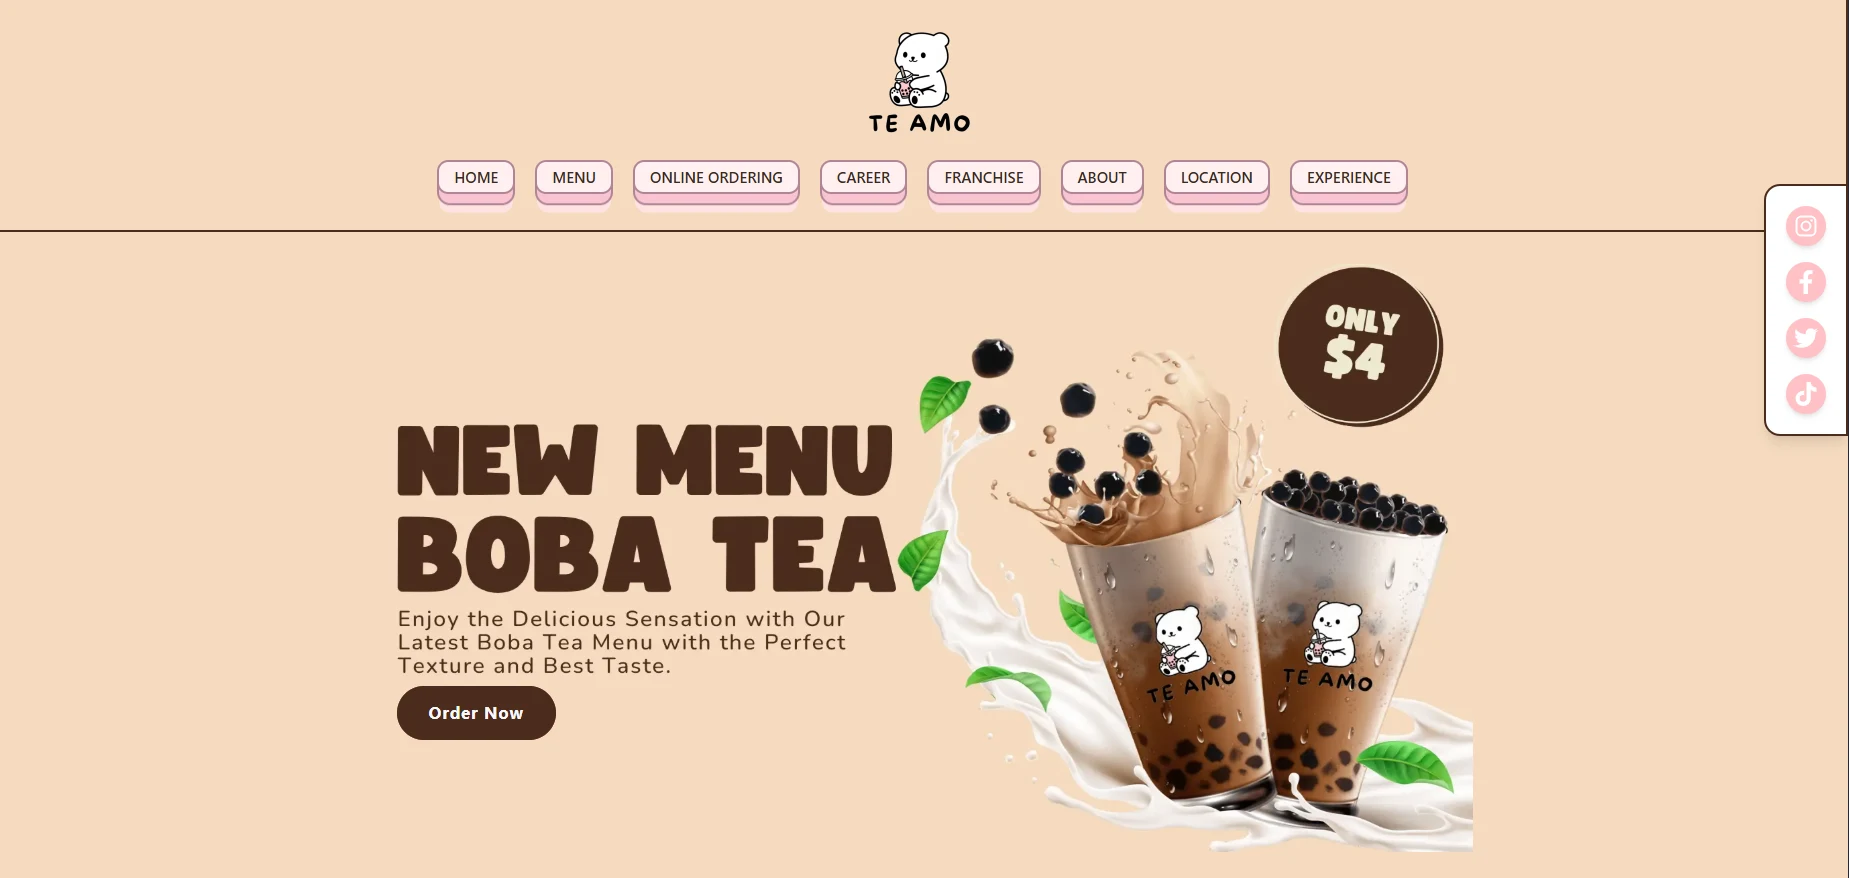 TE AMO
HOME
MENU
ONLINE ORDERING
CAREER
FRANCHISE
ABOUT
LOCATION
EXPERIENCE
ONLY
$4
NEW MENU
BOBA TEA
Enjoy the Delicious Sensation with Our
Latest Boba Tea Menu with the Perfect
Texture and Best Taste.
Order Now
TE AMO
TE AMO